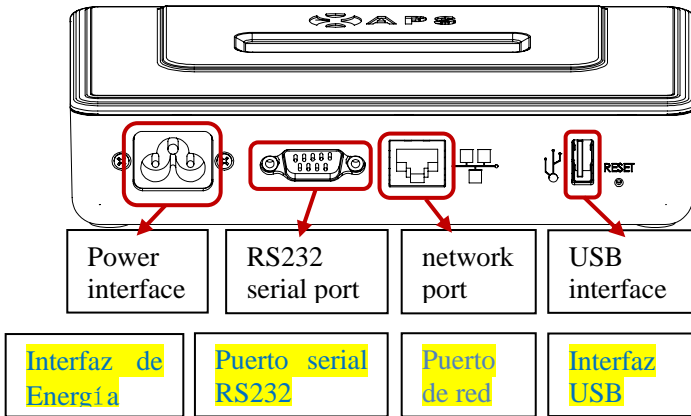 APS
RESET
Power
interface
RS232
serial port
network
port
USB
interface
Interfaz de
Energía
Puerto serial
RS232
Puerto
de red
Interfaz
USB